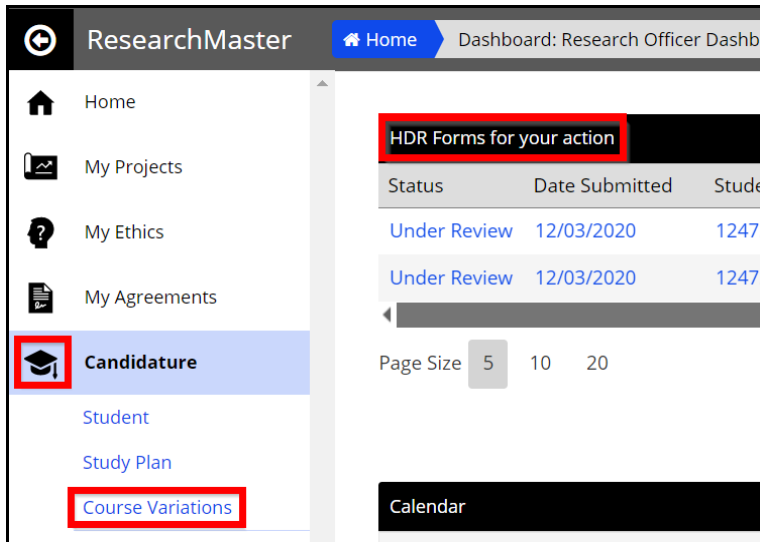 ResearchMaster
Home
Dashboard: Research Officer
Home
My Projects
My Ethics
My Agreements
Candidature
Student
Study Plan
Course Variations
HDR Forms for your action
Status Date Submitted
Under Review 12/03/2020 1247
Under Review 12/03/2020 1247
Page Size 5 10 20
Calendar